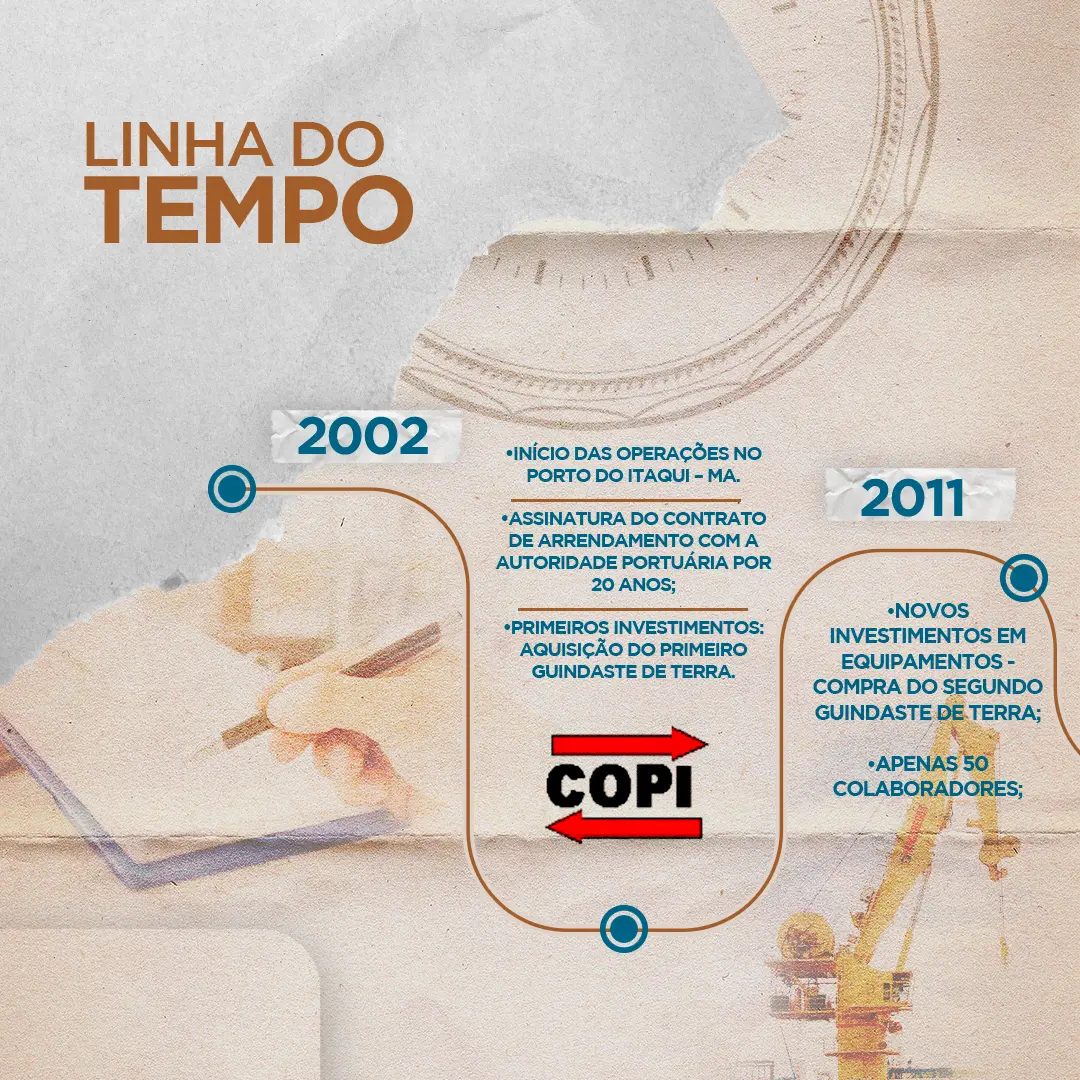 LINHA DO
TEMPO
2002
•INÍCIO DAS OPERAÇÕES NO
PORTO DO ITAQUI – MA.
•ASSINATURA DO CONTRATO
DE ARRENDAMENTO COM A
AUTORIDADE PORTUÁRIA POR
20 ANOS;
•PRIMEIROS INVESTIMENTOS:
AQUISIÇÃO DO PRIMEIRO
GUINDASTE DE TERRA.
COPI
2011
•NOVOS
INVESTIMENTOS EM
EQUIPAMENTOS -
COMPRA DO SEGUNDO
GUINDASTE DE TERRA;
•APENAS 50
COLABORADORES;